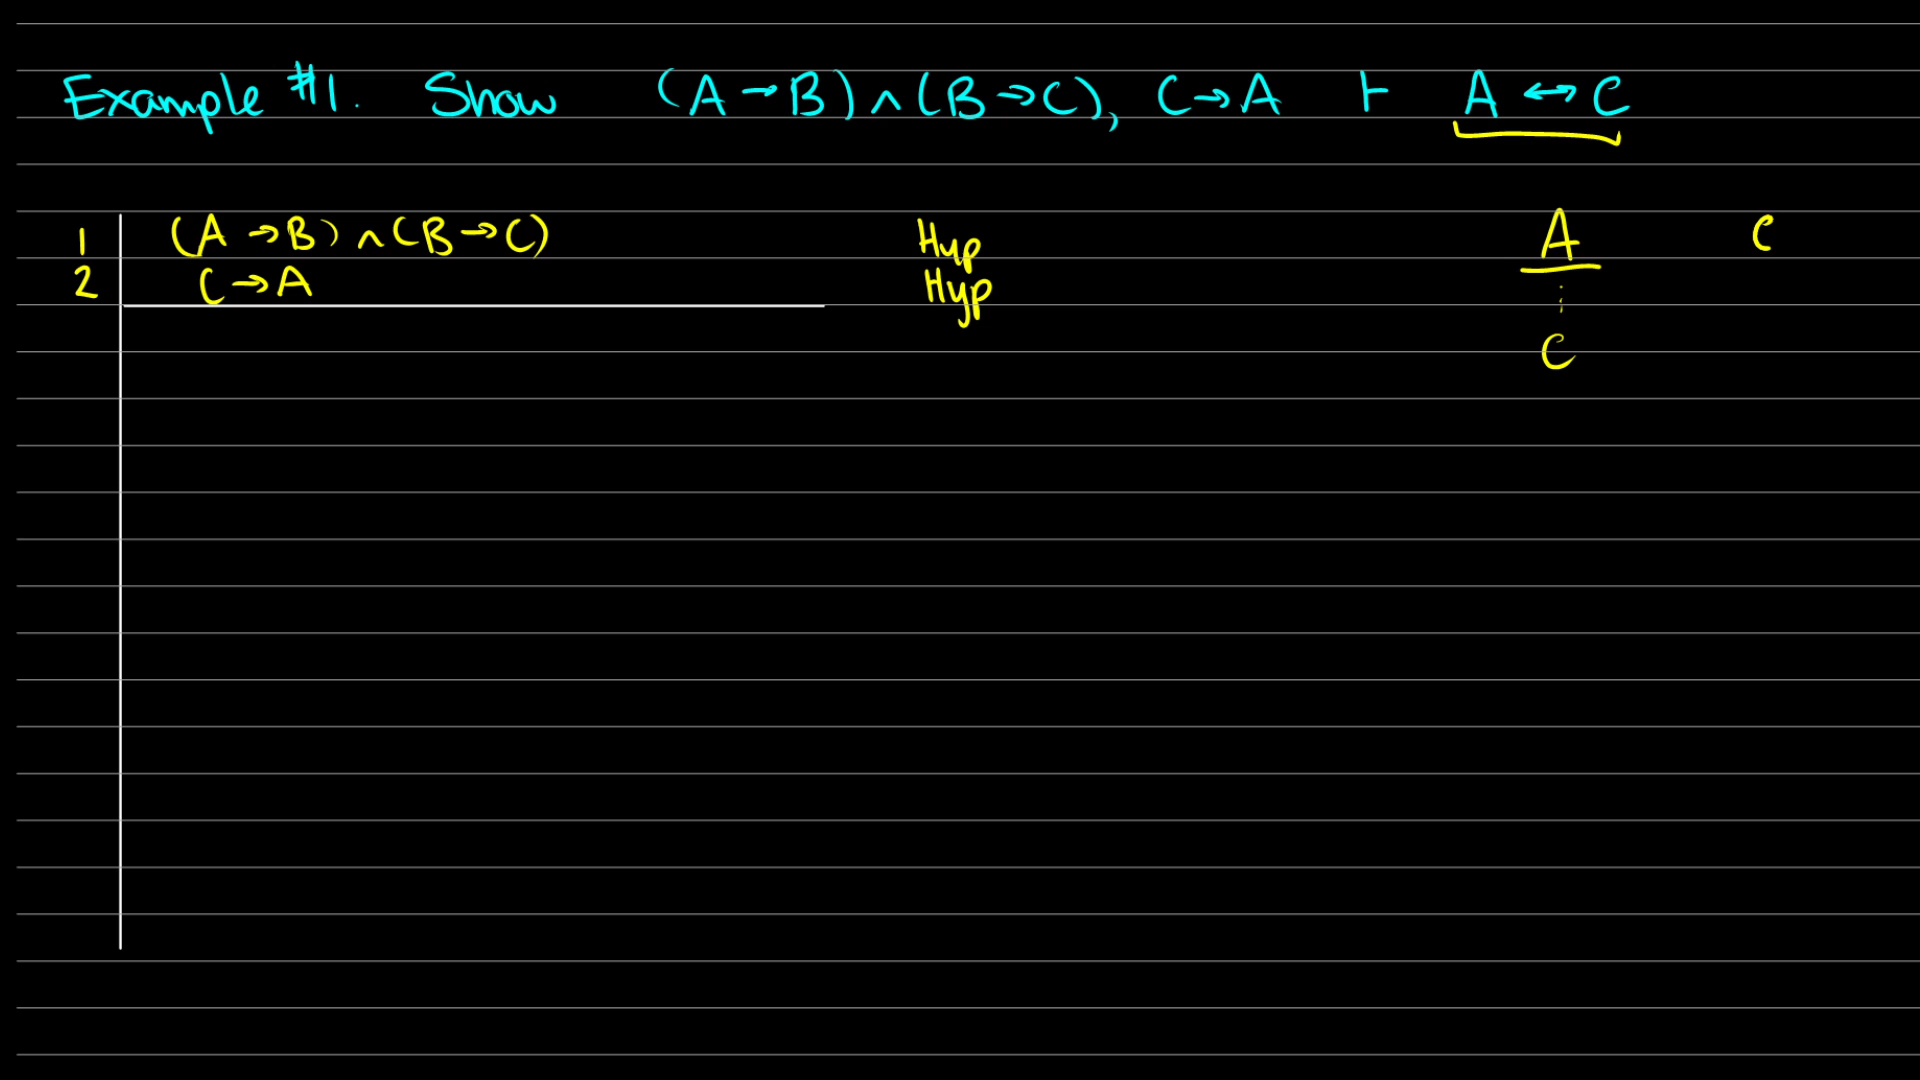 Example #1. Show (A→B)∧(B→C), C→A ⊢ A↔C
1 (A→B)∧(B→C) Hyp
2 C→A Hyp
A C
⋮
C